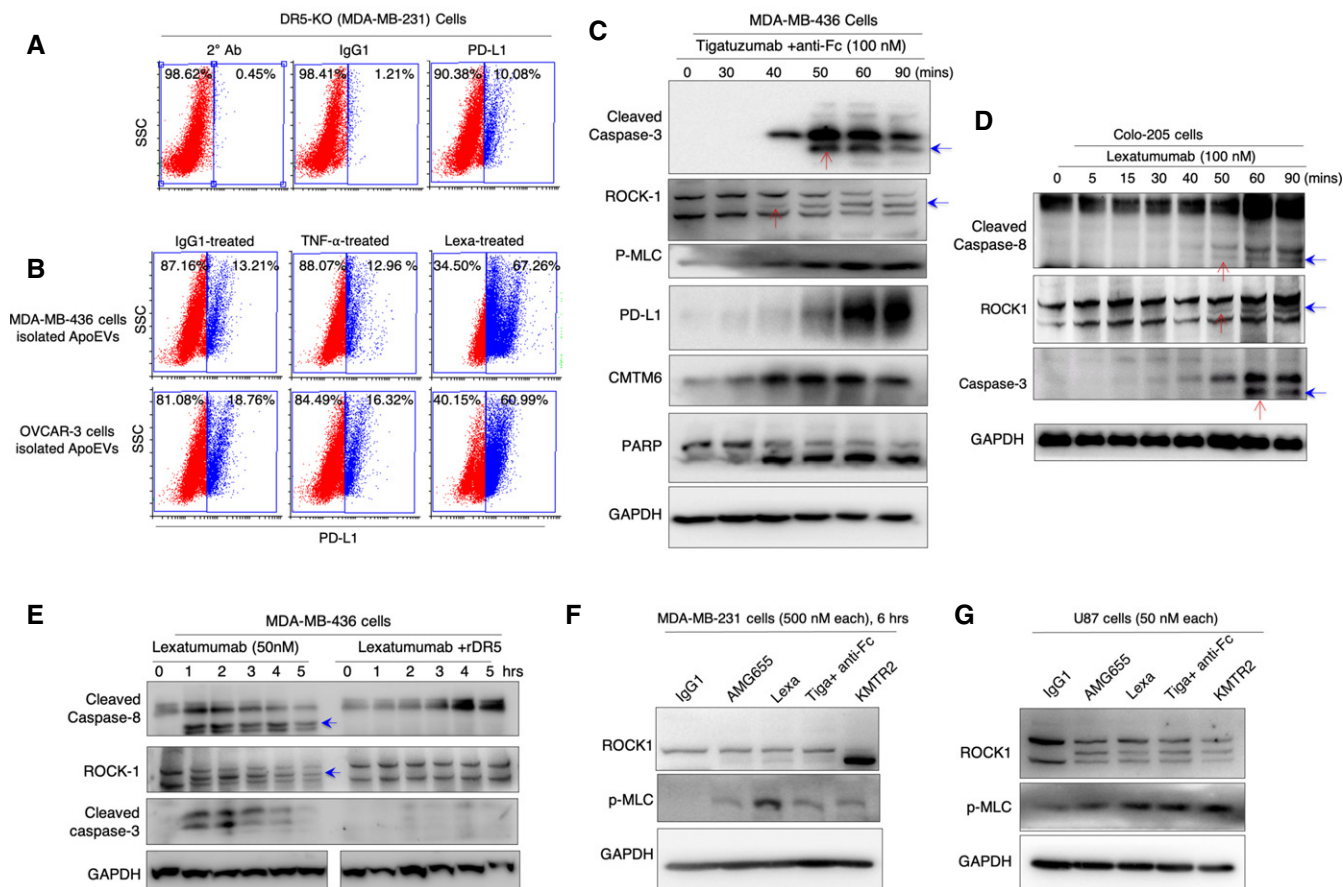 A
DR5-KO (MDA-MB-231) Cells
2° Ab IgG1 PD-L1
98.62% 0.45% 98.41% 1.21% 90.38% 10.08%
SSC
B
IgG1-treated TNF-α-treated Lexa-treated
87.16% 13.21% 88.07% 12.96 % 34.50% 67.26%
MDA-MB-436 cells
isolated ApoEVs
SSC
81.08% 18.76% 84.49% 16.32% 40.15% 60.99%
OVCAR-3 cells
isolated ApoEVs
SSC
PD-L1
C
MDA-MB-436 Cells
Tigatuzumab +anti-Fc (100 nM)
0 30 40 50 60 90 (mins)
Cleaved
Caspase-3
ROCK-1
P-MLC
PD-L1
CMTM6
PARP
GAPDH
D
Colo-205 cells
Lexatumumab (100 nM)
0 5 15 30 40 50 60 90 (mins)
Cleaved
Caspase-8
ROCK1
Caspase-3
GAPDH
E
MDA-MB-436 cells
Lexatumumab (50nM) Lexatumumab +rDR5
0 1 2 3 4 5 0 1 2 3 4 5 hrs
Cleaved
Caspase-8
ROCK-1
Cleaved
caspase-3
GAPDH
F
MDA-MB-231 cells (500 nM each), 6 hrs
IgG1 AMG655 Lexa Tiga+ anti-Fc KMTR2
ROCK1
p-MLC
GAPDH
G
U87 cells (50 nM each)
IgG1 AMG655 Lexa Tiga+ anti-Fc KMTR2
ROCK1
p-MLC
GAPDH